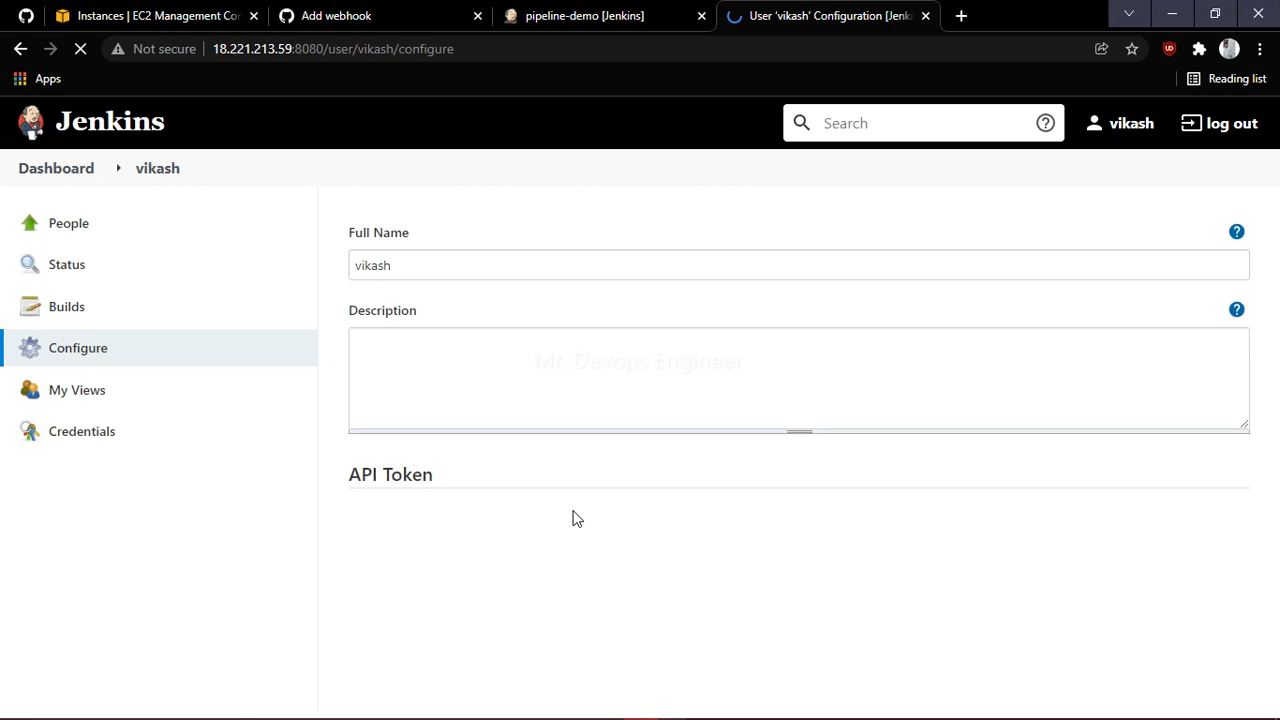 Instances | EC2 Management Con
Add webhook
pipeline-demo [Jenkins]
User 'vikash' Configuration [Jenki
Not secure
18.221.213.59:8080/user/vikash/configure
Apps
Reading list
Jenkins
Search
vikash
log out
Dashboard
vikash
People
Status
Builds
Configure
My Views
Credentials
Full Name
vikash
Description
Mr. Devops Engineer
API Token